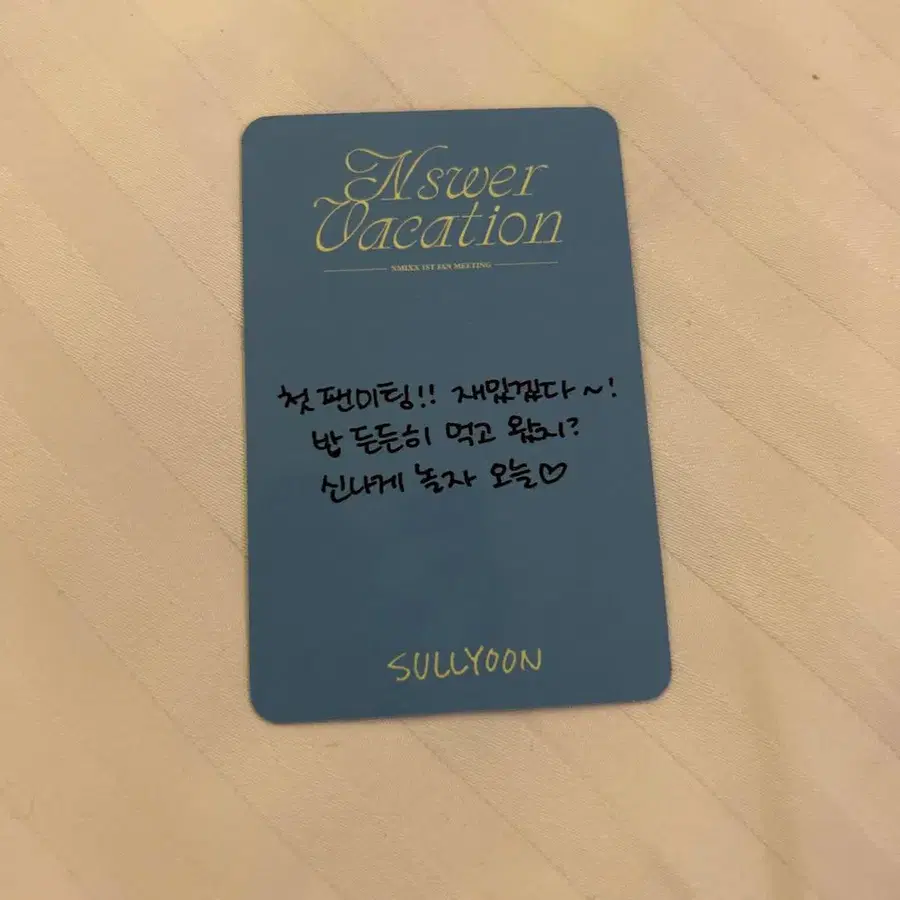 Nswer
Vacation
NMIXX 1ST FAN MEETING
첫 팬미팅!! 재밌겠다~!
밥 든든히 먹고 왔지?
신나게 놀자 오늘♡
SULLYOON